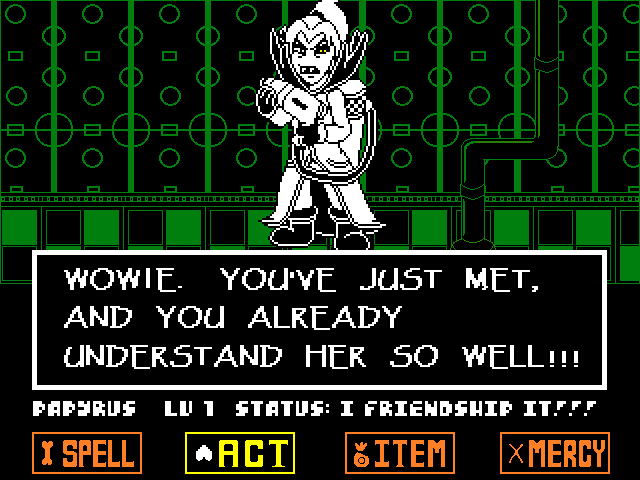 WOWIE. YOU'VE JUST MET,
AND YOU ALREADY
UNDERSTAND HER SO WELL!!!
PAPYRUS LV 1 STATUS: I FRIENDSHIP IT!!!
SPELL ACT ITEM MERCY